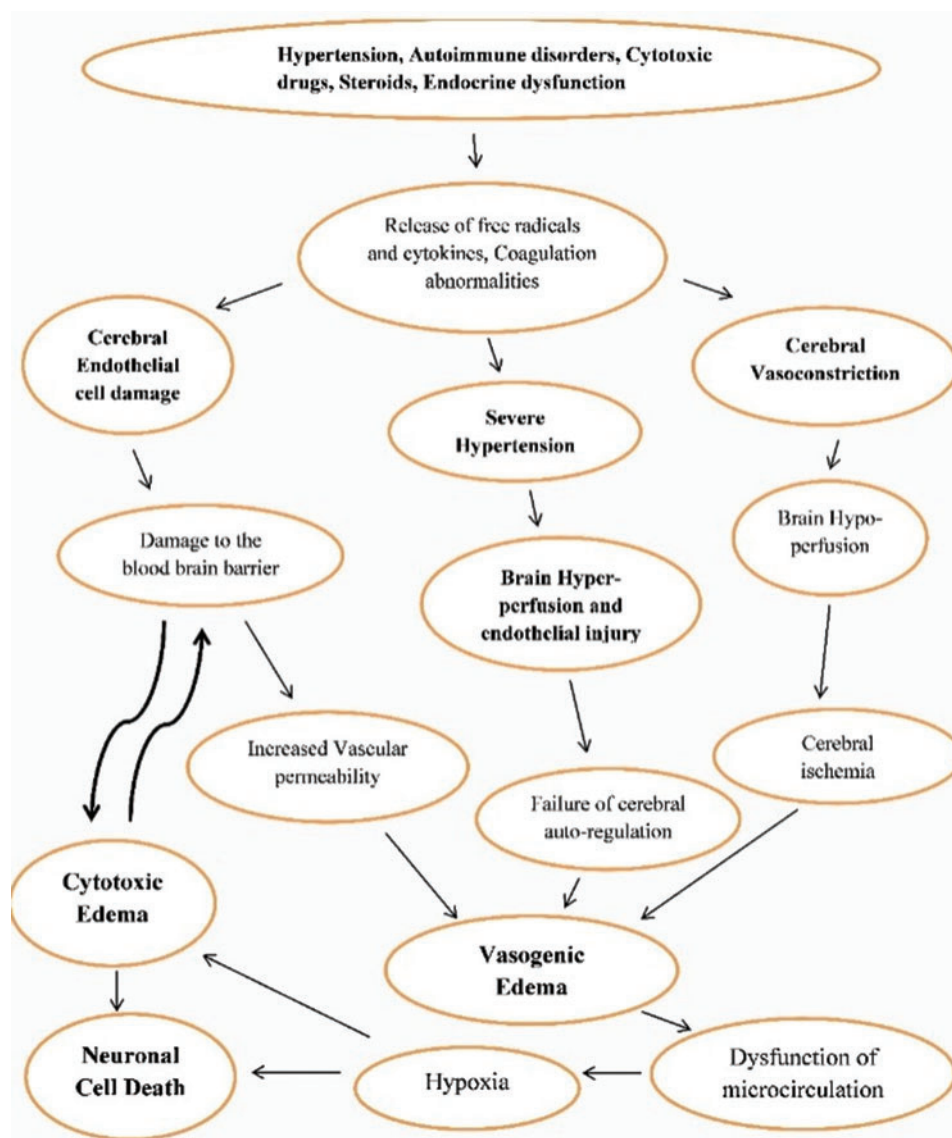 Hypertension, Autoimmune disorders, Cytotoxic
drugs, Steroids, Endocrine dysfunction
Release of free radicals
and cytokines, Coagulation
abnormalities
Cerebral
Endothelial
cell damage
Severe
Hypertension
Cerebral
Vasoconstriction
Damage to the
blood brain barrier
Brain Hyper-
perfusion and
endothelial injury
Brain Hypo-
perfusion
Increased Vascular
permeability
Failure of cerebral
auto-regulation
Cerebral
ischemia
Cytotoxic
Edema
Vasogenic
Edema
Neuronal
Cell Death
Hypoxia
Dysfunction of
microcirculation